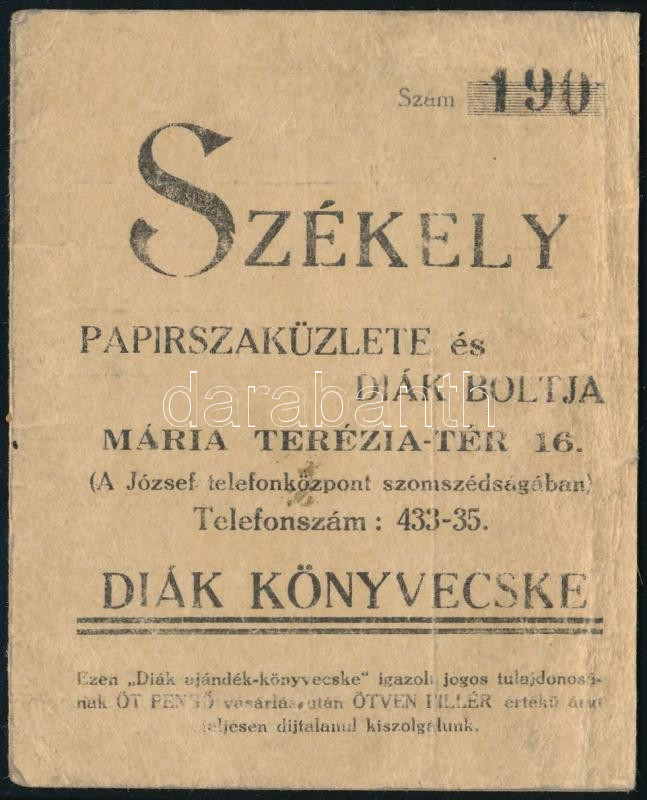 Szám 190
SZÉKELY
PAPIRSZAKÜZLETE és
DIÁK BOLTJA
darabanth
MÁRIA TERÉZIA-TÉR 16.
(A József telefonközpont szomszédságában)
Telefonszám: 433-35.
DIÁK KÖNYVECSKE
Ezen „Diák ajándék-könyvecske" igazolt jogos tulajdonosá-
nak ÖT PENGŐ vásárlás után ÖTVEN FILLÉR értékű árut
teljesen dijtalanul kiszolgálunk.